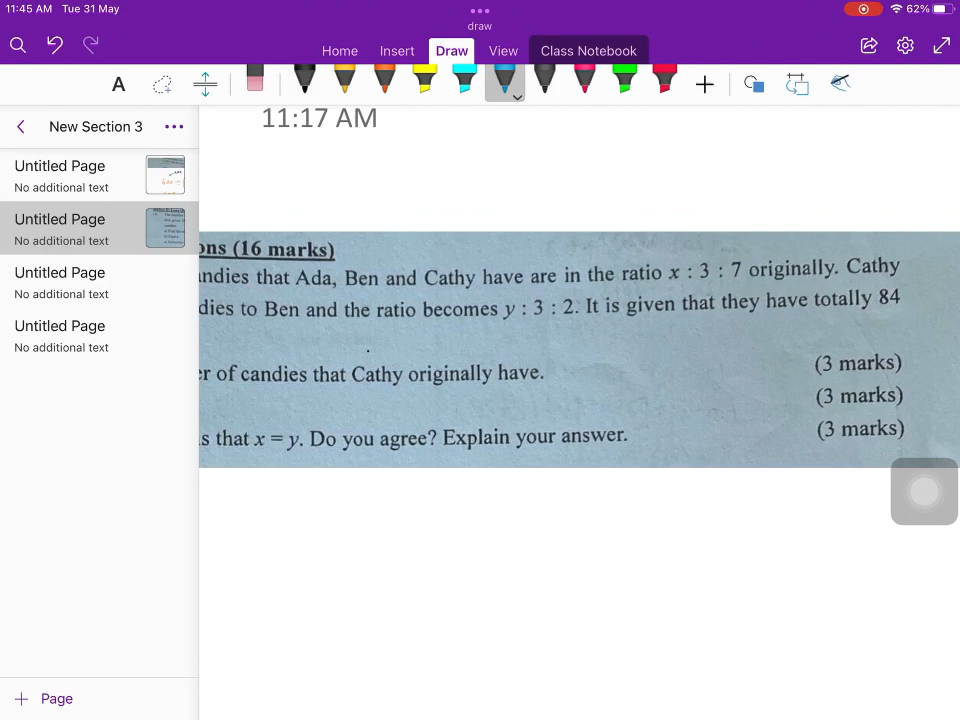 11:45 AM Tue 31 May
62%
draw
Home Insert Draw View Class Notebook
A
New Section 3
11:17 AM
Untitled Page
No additional text
Untitled Page
No additional text
Untitled Page
No additional text
Untitled Page
No additional text
Page
ons (16 marks)
andies that Ada, Ben and Cathy have are in the ratio x : 3 : 7 originally. Cathy
dies to Ben and the ratio becomes y : 3 : 2. It is given that they have totally 84
er of candies that Cathy originally have. (3 marks)
(3 marks)
s that x = y. Do you agree? Explain your answer. (3 marks)